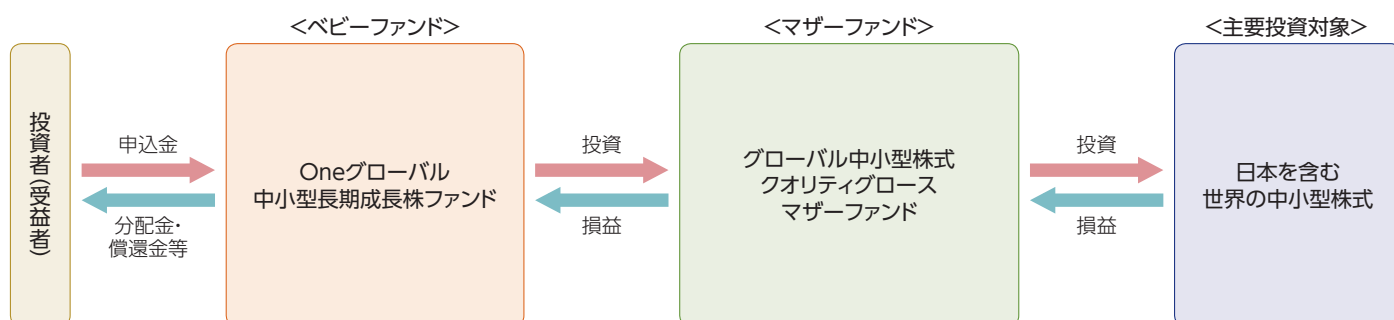 <ベビーファンド>
<マザーファンド>
<主要投資対象>
投資者(受益者)
申込金
分配金・
償還金等
Oneグローバル
中小型長期成長株ファンド
投資
損益
グローバル中小型株式
クオリティグロース
マザーファンド
投資
損益
日本を含む
世界の中小型株式